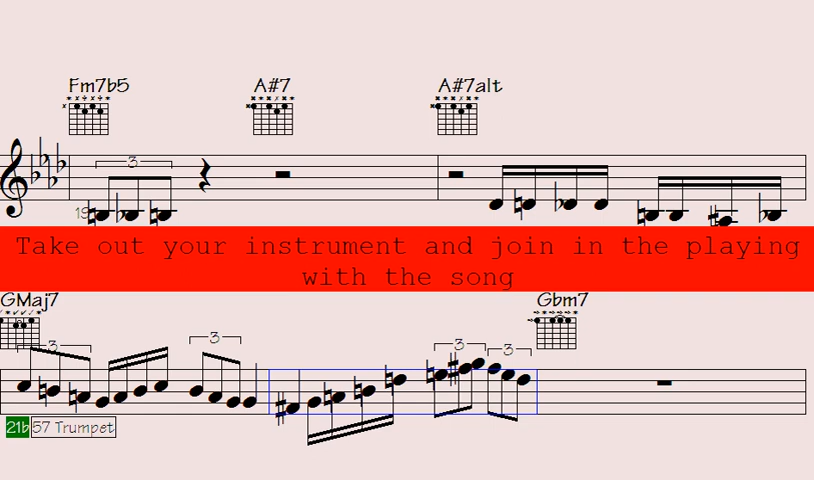 Fm7b5 A#7 A#7alt
3
19
Take out your instrument and join in the playing
with the song
GMaj7 Gbm7
3 3 3 3
21b 57 Trumpet